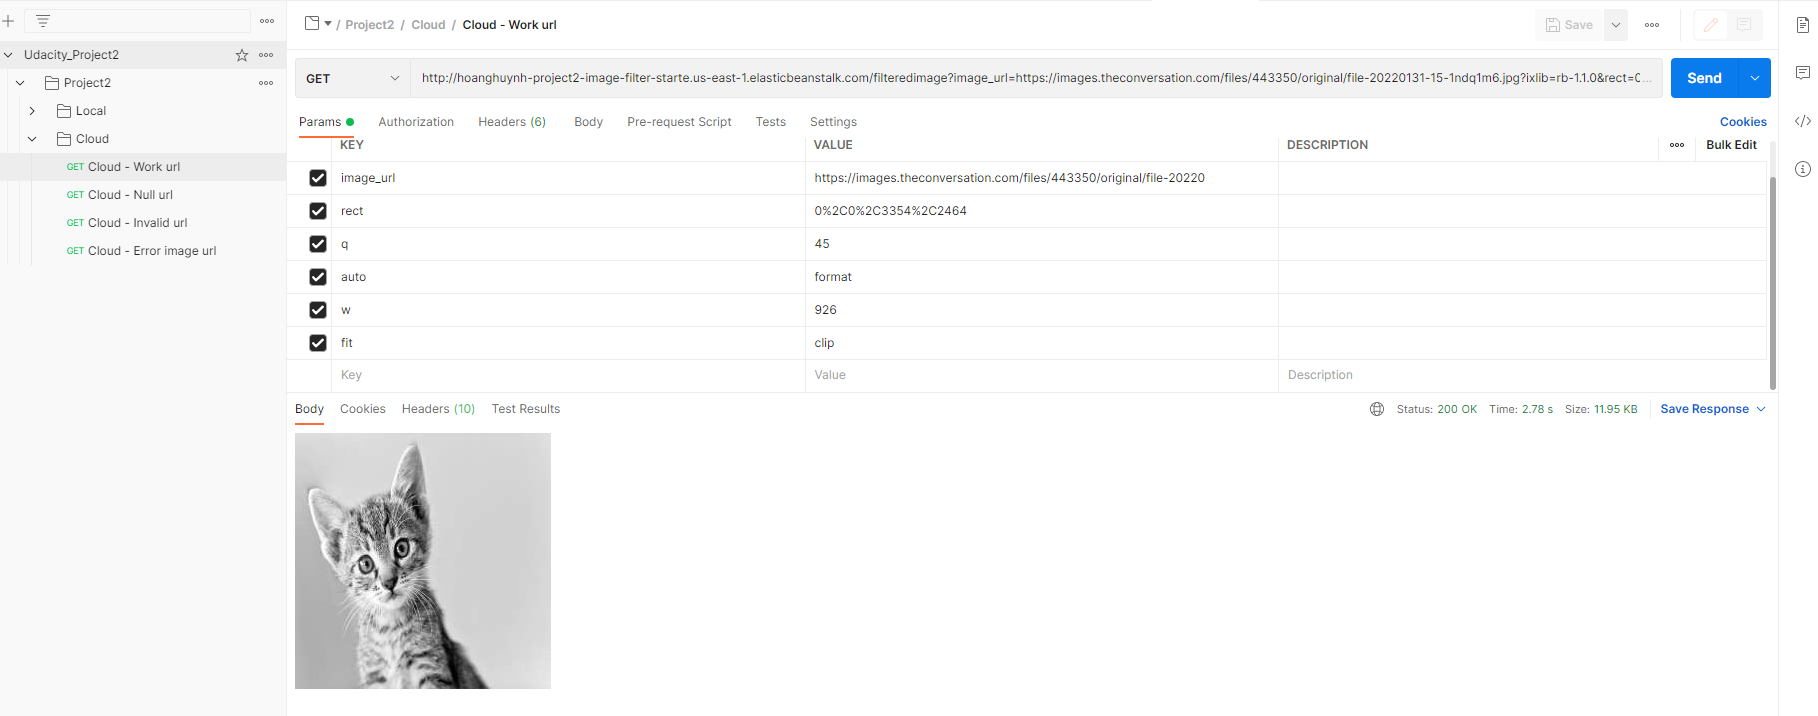 / Project2 / Cloud / Cloud - Work url
Save
Udacity_Project2
Project2
Local
Cloud
GET Cloud - Work url
GET Cloud - Null url
GET Cloud - Invalid url
GET Cloud - Error image url
GET
http://hoanghuynh-project2-image-filter-starte.us-east-1.elasticbeanstalk.com/filteredimage?image_url=https://images.theconversation.com/files/443350/original/file-20220131-15-1ndq1m6.jpg?ixlib=rb-1.1.0&rect=0...
Send
Params Authorization Headers (6) Body Pre-request Script Tests Settings Cookies
KEY VALUE DESCRIPTION Bulk Edit
image_url https://images.theconversation.com/files/443350/original/file-20220
rect 0%2C0%2C3354%2C2464
q 45
auto format
w 926
fit clip
Key Value Description
Body Cookies Headers (10) Test Results Status: 200 OK Time: 2.78 s Size: 11.95 KB Save Response